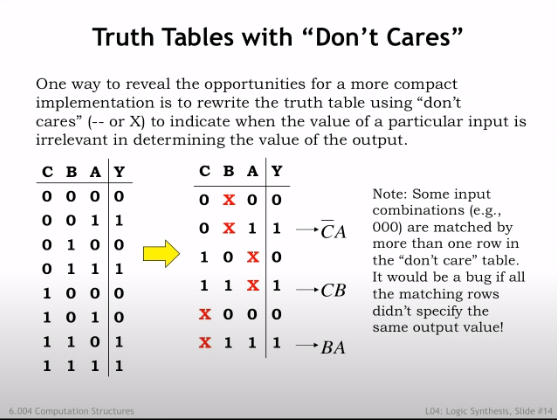 Truth Tables with “Don’t Cares”
One way to reveal the opportunities for a more compact
implementation is to rewrite the truth table using “don’t
cares” (-- or X) to indicate when the value of a particular input is
irrelevant in determining the value of the output.
C B A Y
0 0 0 0
0 0 1 1
0 1 0 0
0 1 1 1
1 0 0 0
1 0 1 0
1 1 0 1
1 1 1 1
C B A Y
0 X 0 0
0 X 1 1 → C̅A
1 0 X 0
1 1 X 1 → CB
X 0 0 0
X 1 1 1 → BA
Note: Some input
combinations (e.g.,
000) are matched by
more than one row in
the “don’t care” table.
It would be a bug if all
the matching rows
didn’t specify the
same output value!
6.004 Computation Structures
L04: Logic Synthesis, Slide #14